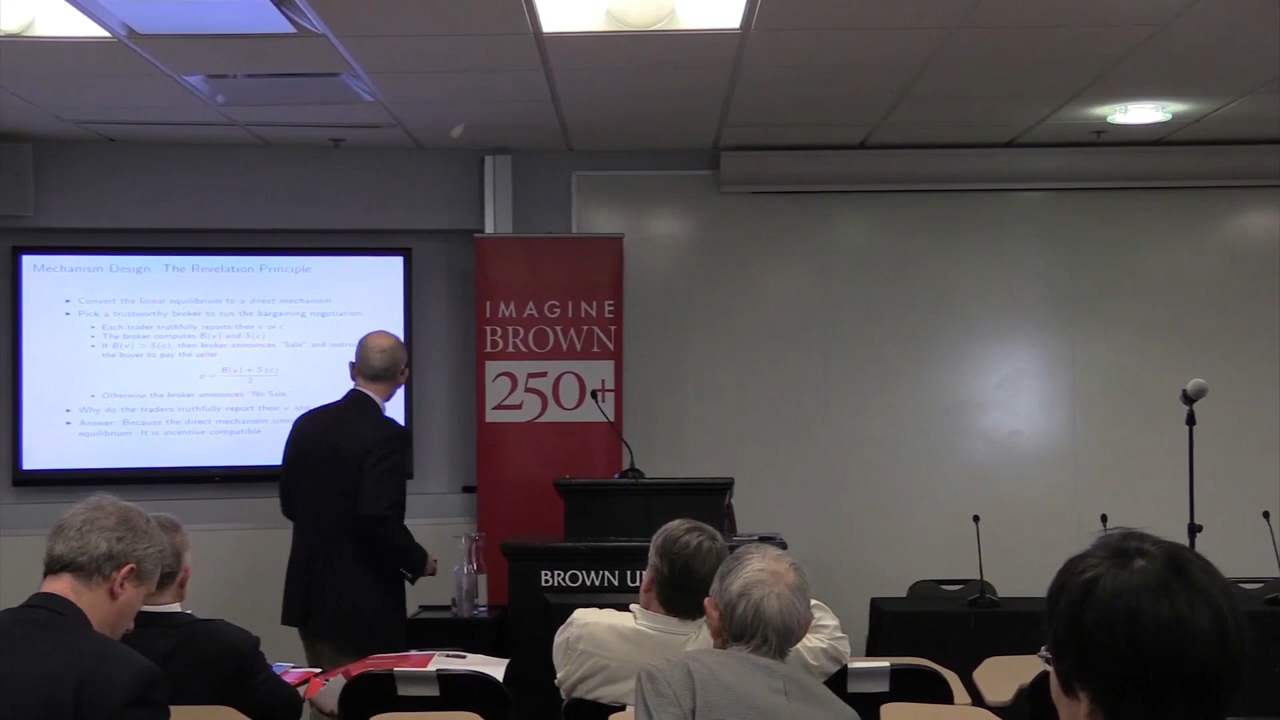 Mechanism Design: The Revelation Principle
► Convert the linear equilibrium to a direct mechanism
► Pick a trustworthy broker to run the bargaining negotiation
► Each trader truthfully reports their v or c
► The broker computes B(v) and S(c)
► If B(v) > S(c), then broker announces "Sale" and
the buyer to pay the seller
B(v) + S(c)
2
► Otherwise the broker announces "No Sale."
► Why do the traders truthfully report their v
► Answer: Because the direct mechanism
equilibrium. It is incentive compatible
IMAGINE
BROWN
250+
BROWN